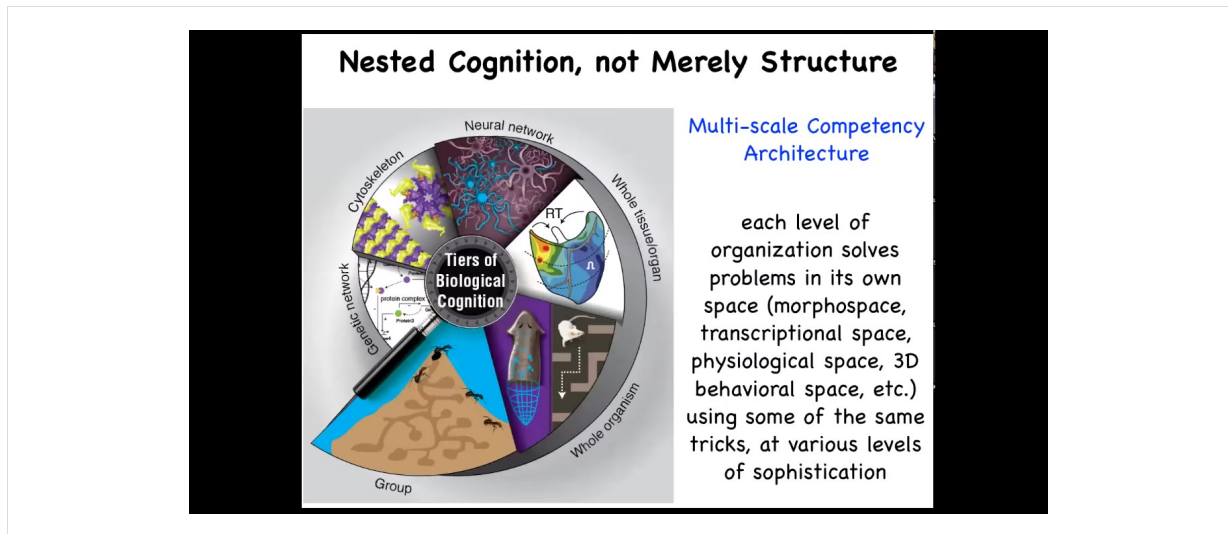 Nested Cognition, not Merely Structure
Neural network
Cytoskeleton
Whole tissue/organ
RT
Tiers of
Biological
Cognition
Genetic network
protein complex
Protein3
Whole organism
Group
Multi-scale Competency
Architecture
each level of
organization solves
problems in its own
space (morphospace,
transcriptional space,
physiological space, 3D
behavioral space, etc.)
using some of the same
tricks, at various levels
of sophistication